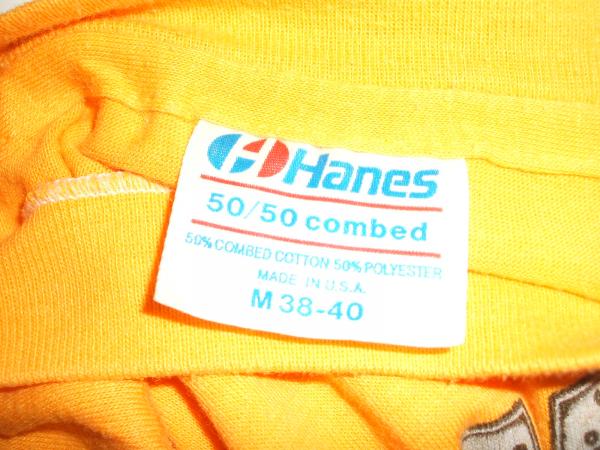 Hanes
50/50 combed
50% COMBED COTTON 50% POLYESTER
MADE IN U.S.A.
M 38-40